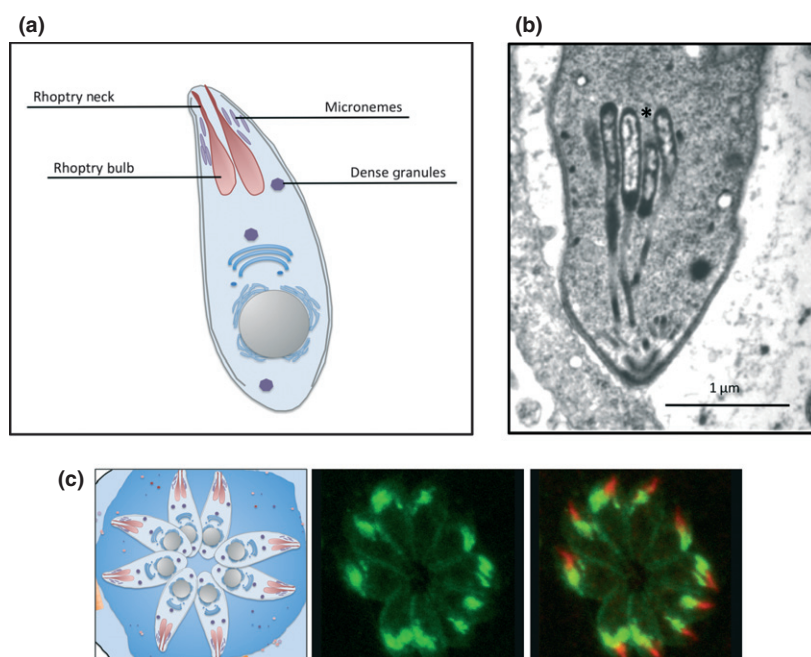 (a)
Rhoptry neck
Micronemes
Rhoptry bulb
Dense granules
(b)
*
1 µm
(c)